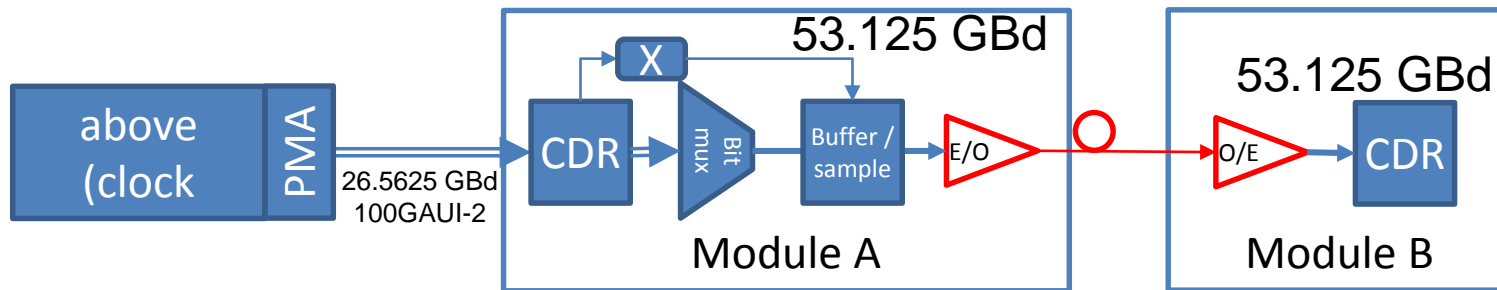 above
(clock
PMA
26.5625 GBd
100GAUI-2
53.125 GBd
X
CDR
Bit
mux
Buffer /
sample
E/O
Module A
53.125 GBd
O/E
CDR
Module B